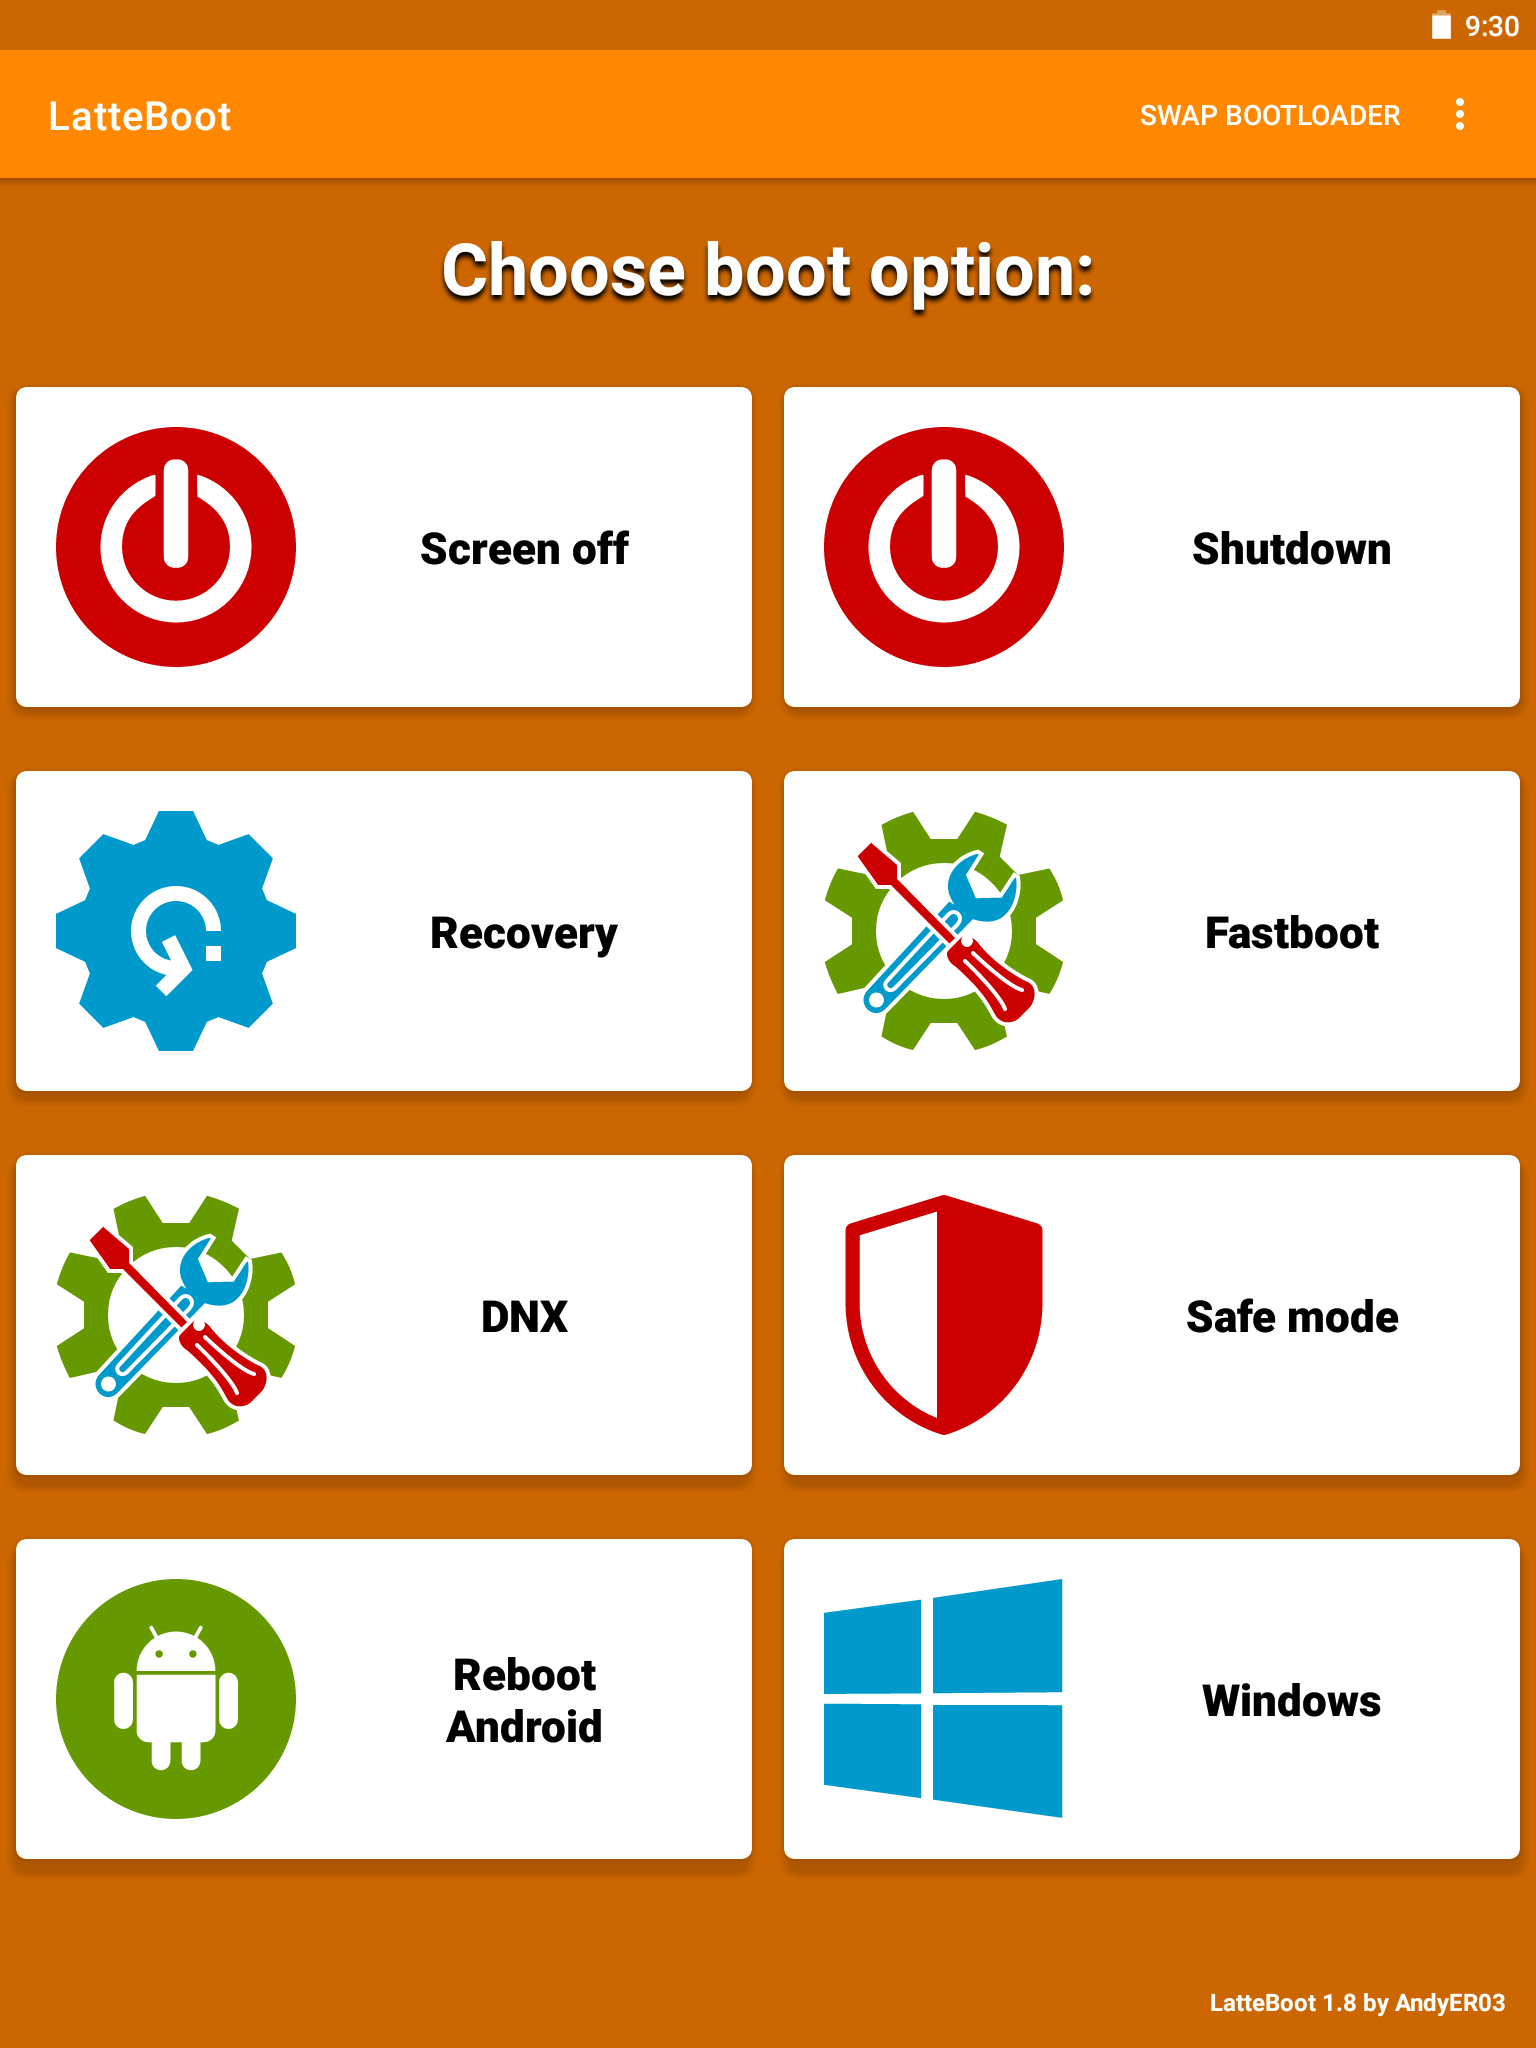 9:30
LatteBoot
SWAP BOOTLOADER
Choose boot option:
Screen off
Shutdown
Recovery
Fastboot
DNX
Safe mode
Reboot
Android
Windows
LatteBoot 1.8 by AndyER03